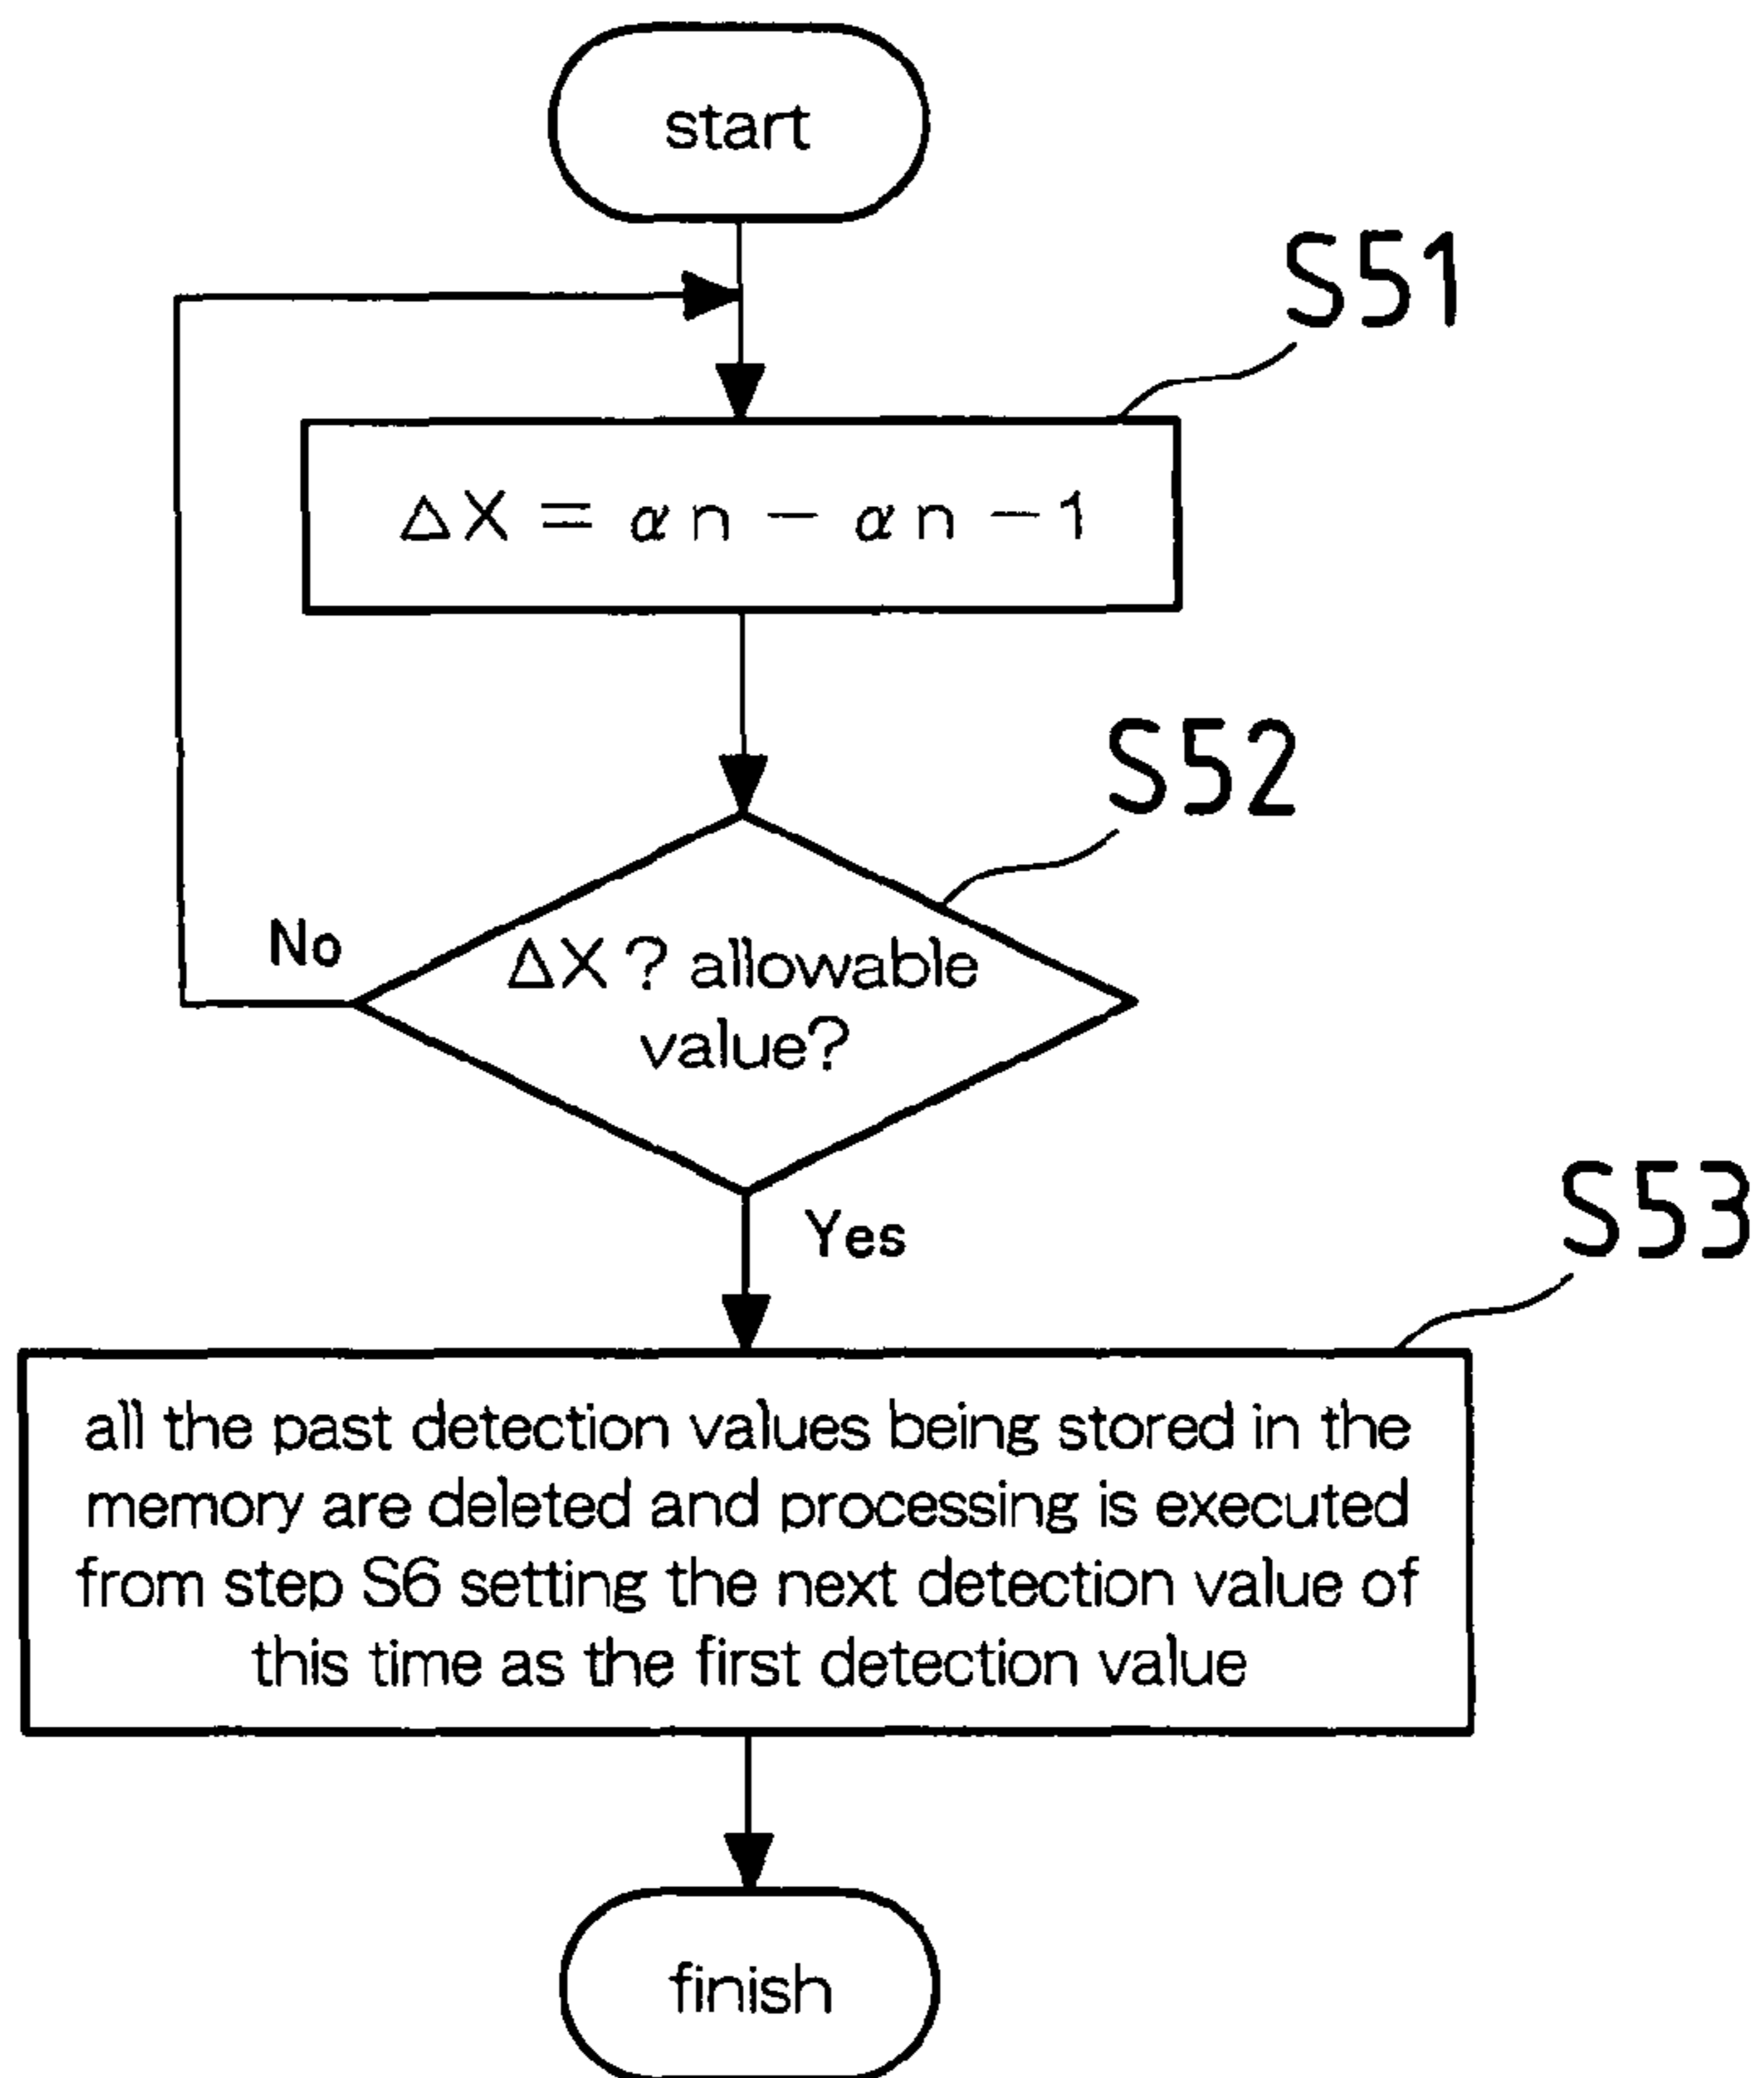 start
S51
ΔX = αn − αn −1
S52
No
ΔX ? allowable
value?
Yes
S53
all the past detection values being stored in the
memory are deleted and processing is executed
from step S6 setting the next detection value of
this time as the first detection value
finish